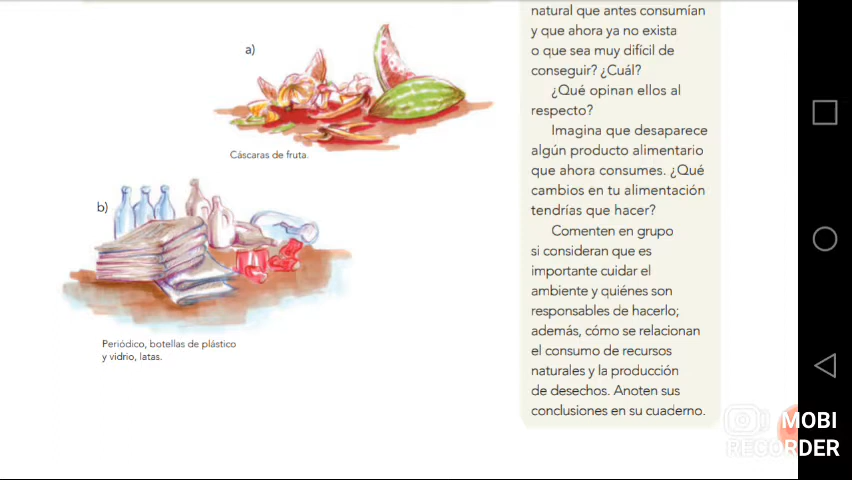 a)
Cáscaras de fruta.
b)
Periódico, botellas de plástico
y vidrio, latas.
natural que antes consumían
y que ahora ya no exista
o que sea muy difícil de
conseguir? ¿Cuál?
¿Qué opinan ellos al
respecto?
Imagina que desaparece
algún producto alimentario
que ahora consumes. ¿Qué
cambios en tu alimentación
tendrías que hacer?
Comenten en grupo
si consideran que es
importante cuidar el
ambiente y quiénes son
responsables de hacerlo;
además, cómo se relacionan
el consumo de recursos
naturales y la producción
de desechos. Anoten sus
conclusiones en su cuaderno.
MOBI
RECORDER